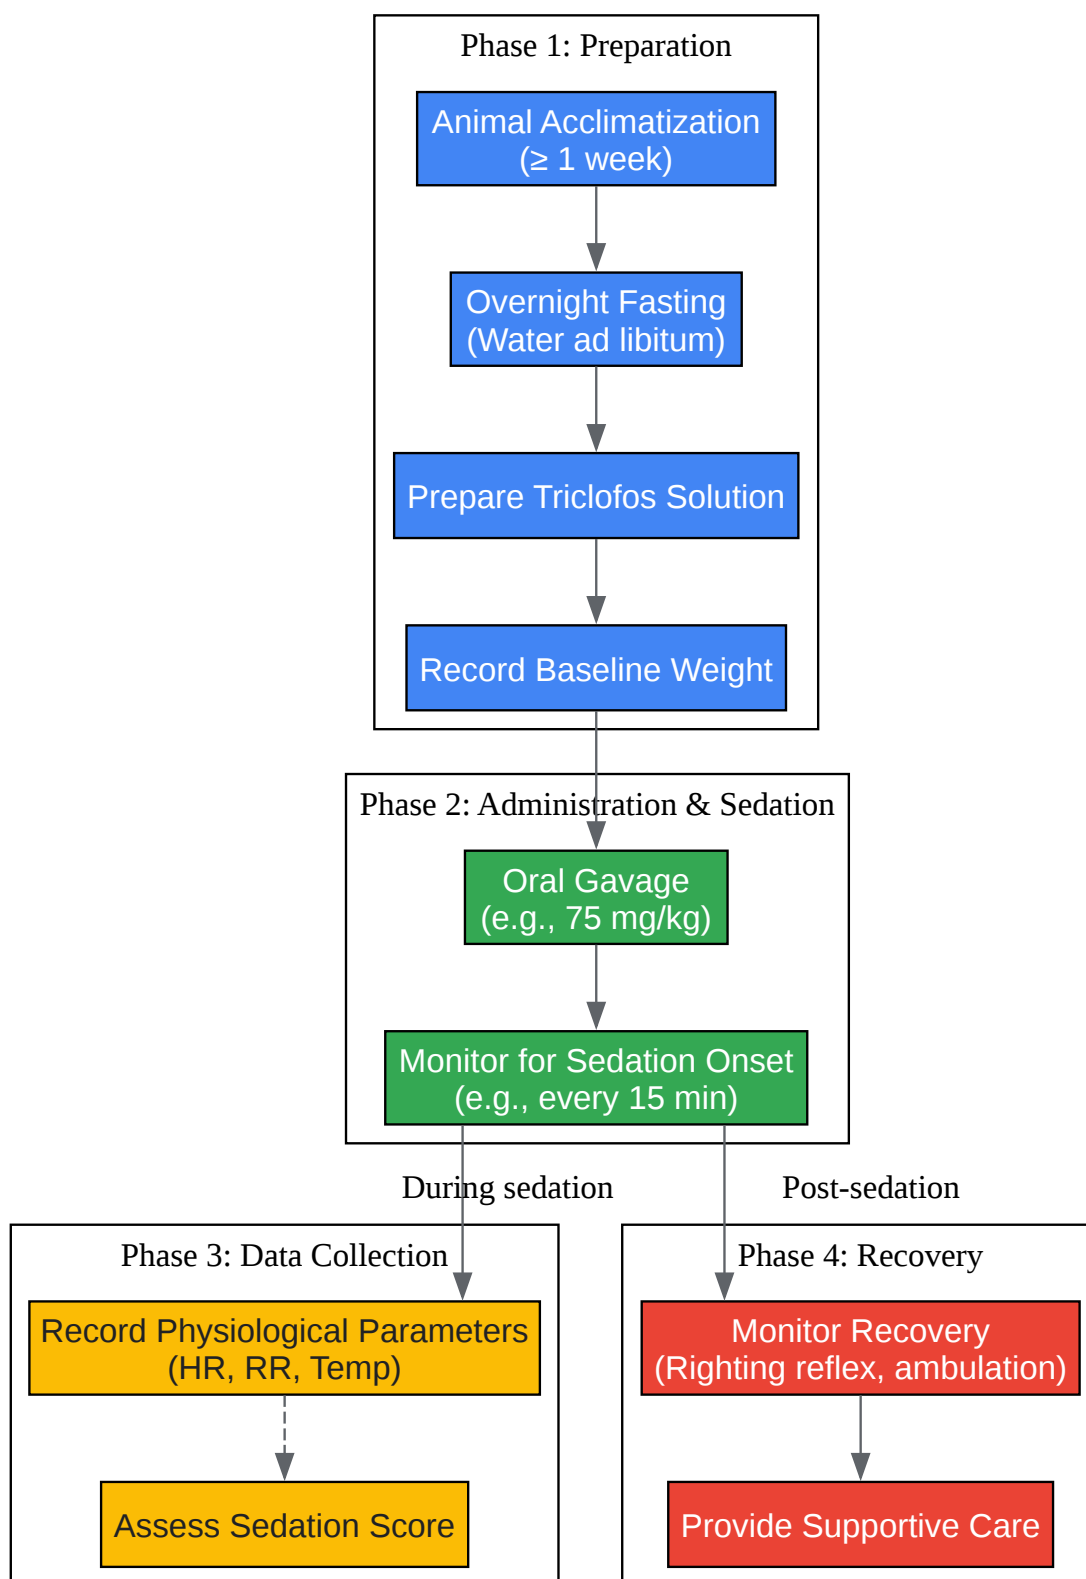 Phase 1: Preparation
Animal Acclimatization
(≥ 1 week)
Overnight Fasting
(Water ad libitum)
Prepare Triclofos Solution
Record Baseline Weight
Phase 2: Administration & Sedation
Oral Gavage
(e.g., 75 mg/kg)
Monitor for Sedation Onset
(e.g., every 15 min)
During sedation
Post-sedation
Phase 3: Data Collection
Record Physiological Parameters
(HR, RR, Temp)
Assess Sedation Score
Phase 4: Recovery
Monitor Recovery
(Righting reflex, ambulation)
Provide Supportive Care